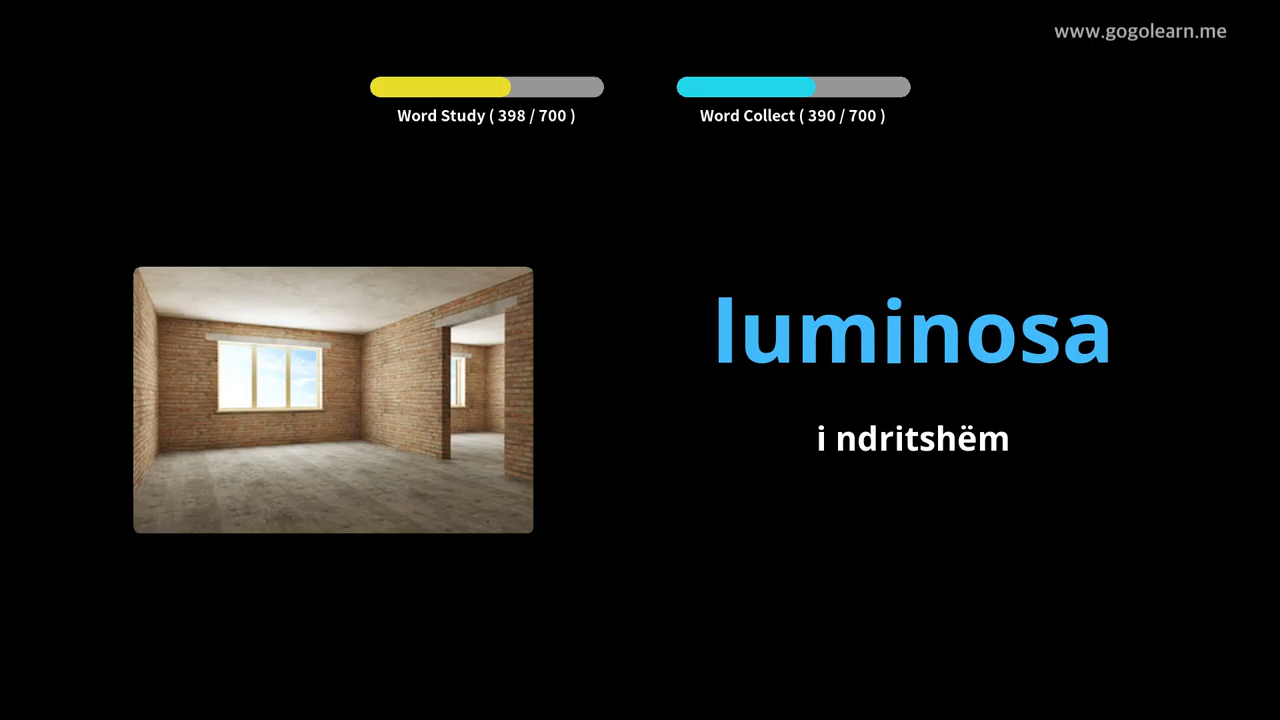 www.gogolearn.me
Word Study ( 398 / 700 )
Word Collect ( 390 / 700 )
luminosa
i ndritshëm